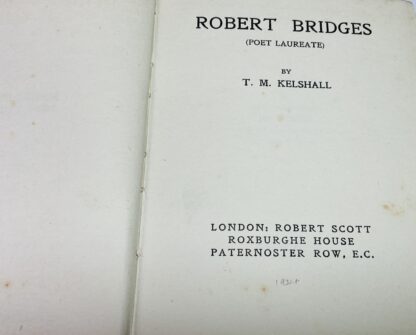 ROBERT BRIDGES
(POET LAUREATE)
BY
T. M. KELSHALL
LONDON: ROBERT SCOTT
ROXBURGHE HOUSE
PATERNOSTER ROW, E.C.